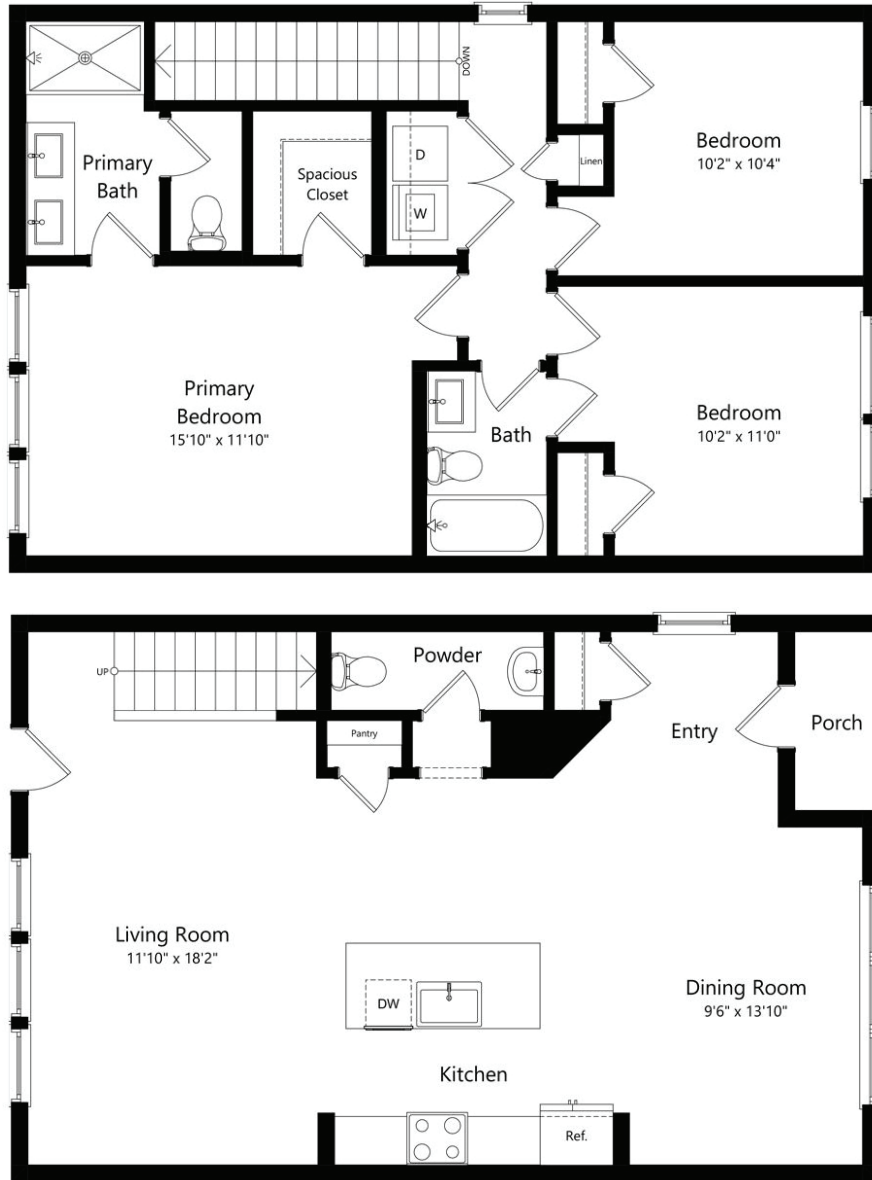 DOWN
Primary
Bath
Spacious
Closet
D
W
Linen
Bedroom
10'2" x 10'4"
Primary
Bedroom
15'10" x 11'10"
Bath
Bedroom
10'2" x 11'0"
UP
Powder
Pantry
Entry
Porch
Living Room
11'10" x 18'2"
DW
Dining Room
9'6" x 13'10"
Kitchen
Ref.